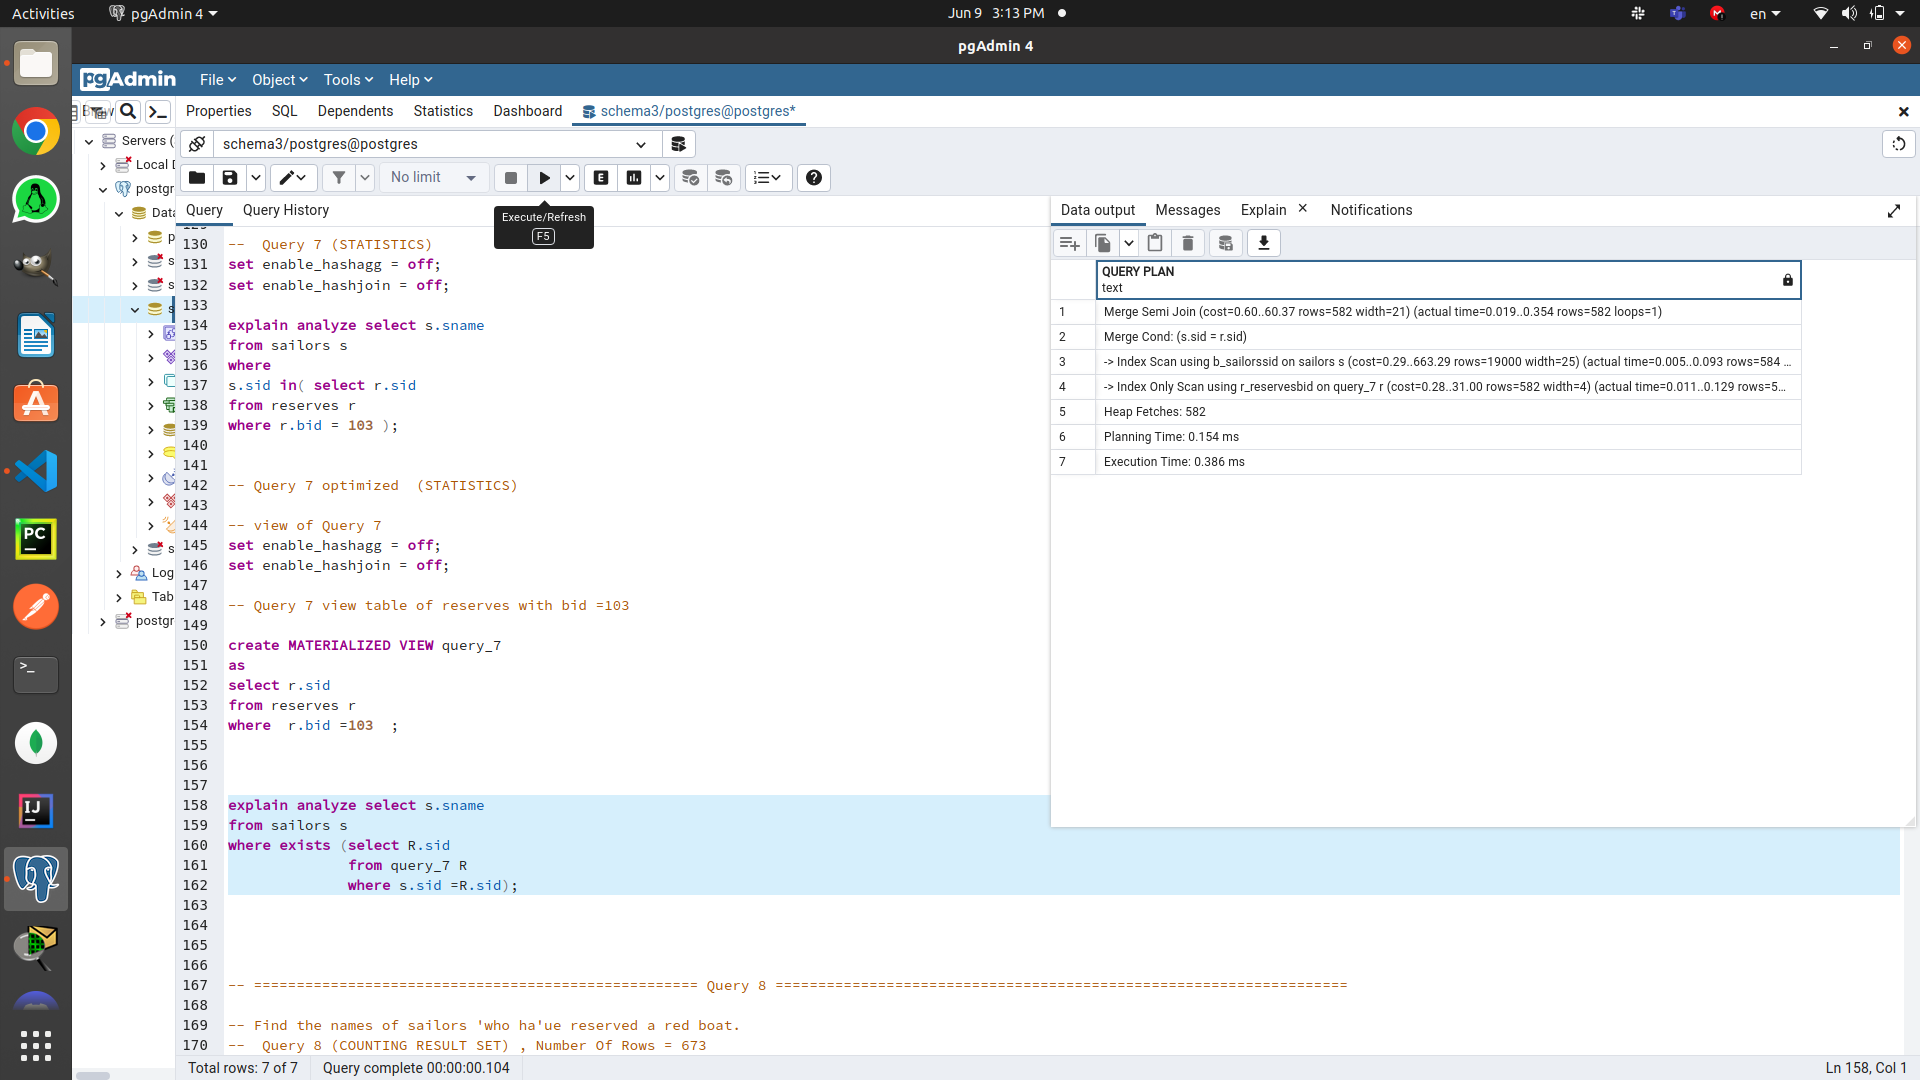 Activities
pgAdmin 4
Jun 9 3:13 PM
en
pgAdmin 4
pgAdmin
File
Object
Tools
Help
Properties
SQL
Dependents
Statistics
Dashboard
schema3/postgres@postgres*
schema3/postgres@postgres
No limit
E
Servers (
Local D
postgr
Data
p
s
s
s
s
Log
Tab
postgr
Query
Query History
Execute/Refresh
F5
130 -- Query 7 (STATISTICS)
131 set enable_hashagg = off;
132 set enable_hashjoin = off;
133
134 explain analyze select s.sname
135 from sailors s
136 where
137 s.sid in( select r.sid
138 from reserves r
139 where r.bid = 103 );
140
141
142 -- Query 7 optimized (STATISTICS)
143
144 -- view of Query 7
145 set enable_hashagg = off;
146 set enable_hashjoin = off;
147
148 -- Query 7 view table of reserves with bid =103
149
150 create MATERIALIZED VIEW query_7
151 as
152 select r.sid
153 from reserves r
154 where r.bid =103 ;
155
156
157
158 explain analyze select s.sname
159 from sailors s
160 where exists (select R.sid
161 from query_7 R
162 where s.sid =R.sid);
163
164
165
166
167 -- ==================================================== Query 8 ===================================================================
168
169 -- Find the names of sailors 'who ha'ue reserved a red boat.
170 -- Query 8 (COUNTING RESULT SET) , Number Of Rows = 673
Data output
Messages
Explain
Notifications
QUERY PLAN
text
1 Merge Semi Join (cost=0.60..60.37 rows=582 width=21) (actual time=0.019..0.354 rows=582 loops=1)
2 Merge Cond: (s.sid = r.sid)
3 -> Index Scan using b_sailorssid on sailors s (cost=0.29..663.29 rows=19000 width=25) (actual time=0.005..0.093 rows=584 ...
4 -> Index Only Scan using r_reservesbid on query_7 r (cost=0.28..31.00 rows=582 width=4) (actual time=0.011..0.129 rows=5...
5 Heap Fetches: 582
6 Planning Time: 0.154 ms
7 Execution Time: 0.386 ms
PC
IJ
Total rows: 7 of 7
Query complete 00:00:00.104
Ln 158, Col 1